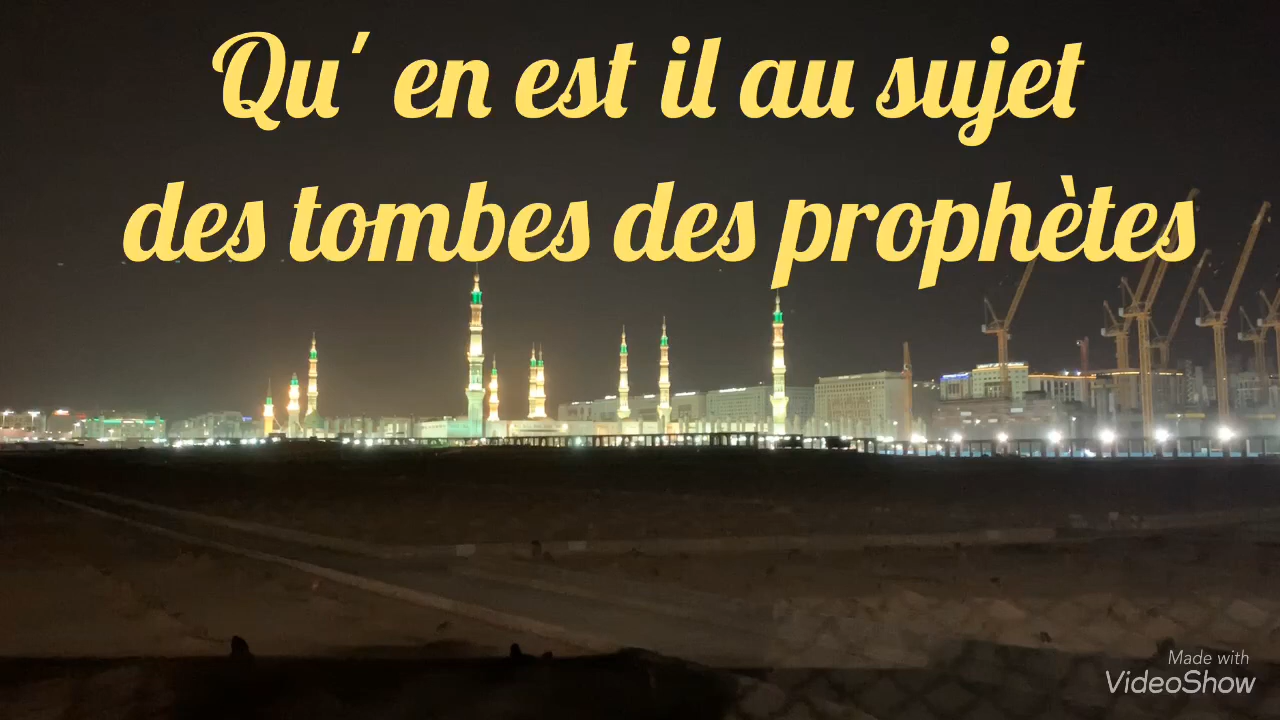 Qu' en est il au sujet
des tombes des prophètes
Made with
VideoShow